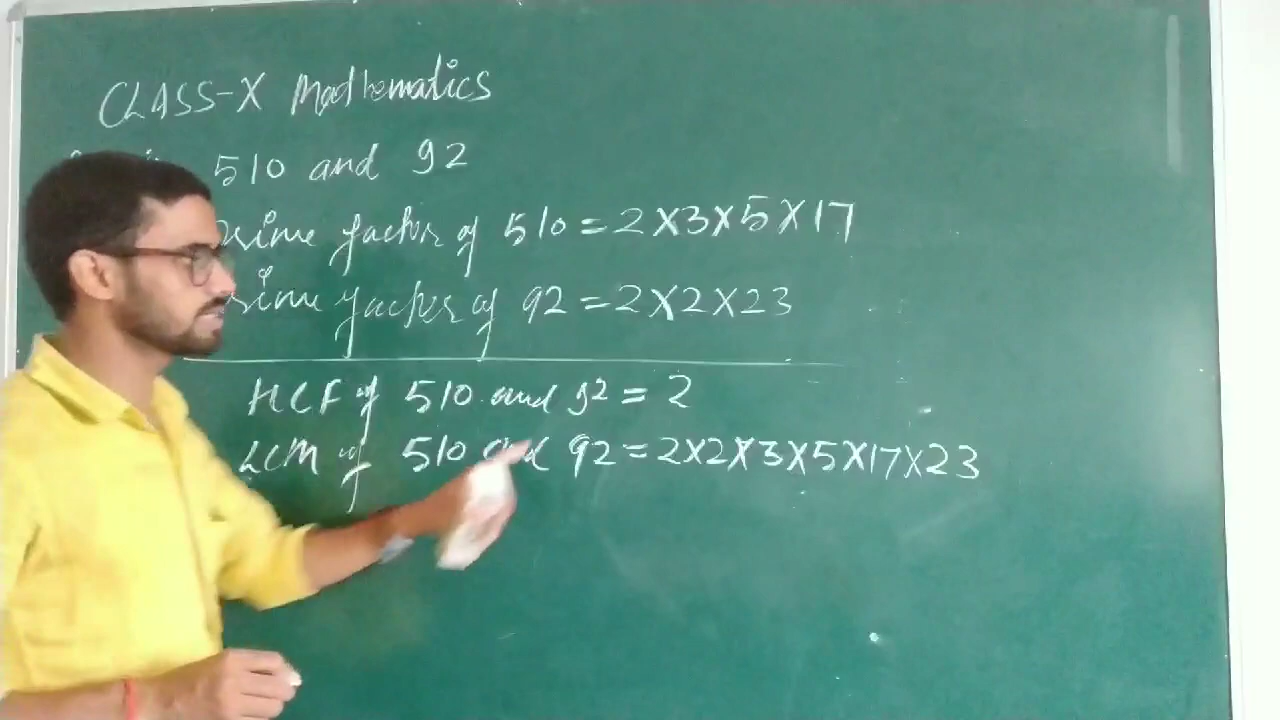 CLASS-X Mathematics
510 and 92
prime factor of 510 = 2X3X5X17
prime factor of 92 = 2X2X23
HCF of 510 and 92 = 2
LCM of 510 and 92 = 2X2X3X5X17X23